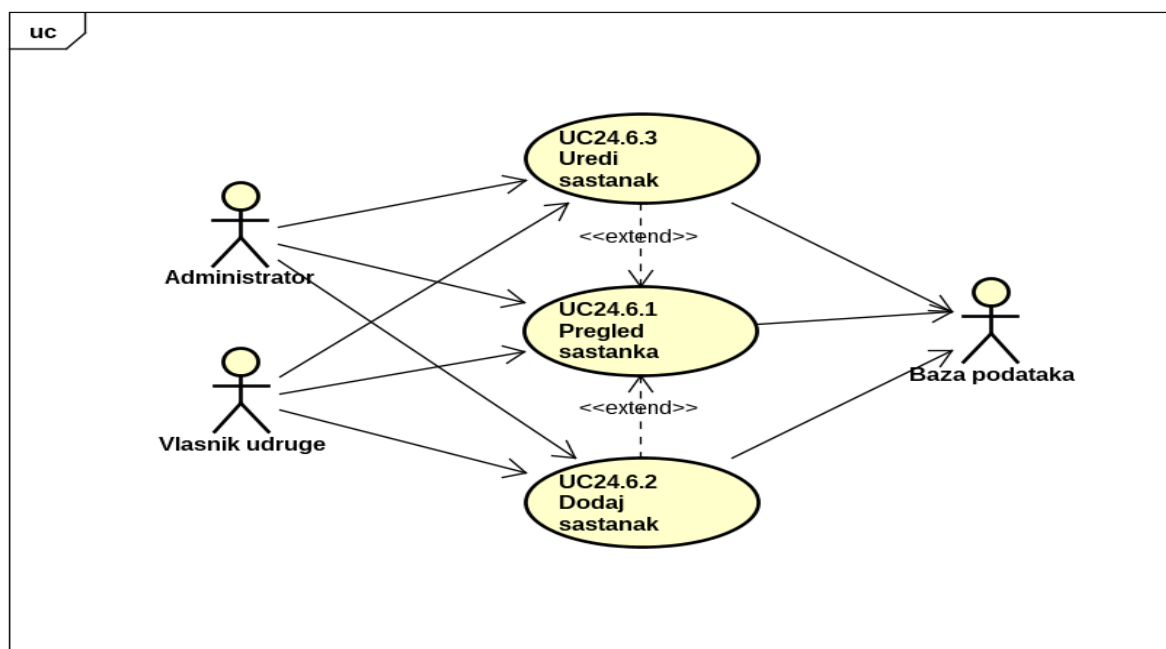 uc
UC24.6.3
Uredi
sastanak
Administrator
<<extend>>
UC24.6.1
Pregled
sastanka
Baza podataka
Vlasnik udruge
<<extend>>
UC24.6.2
Dodaj
sastanak